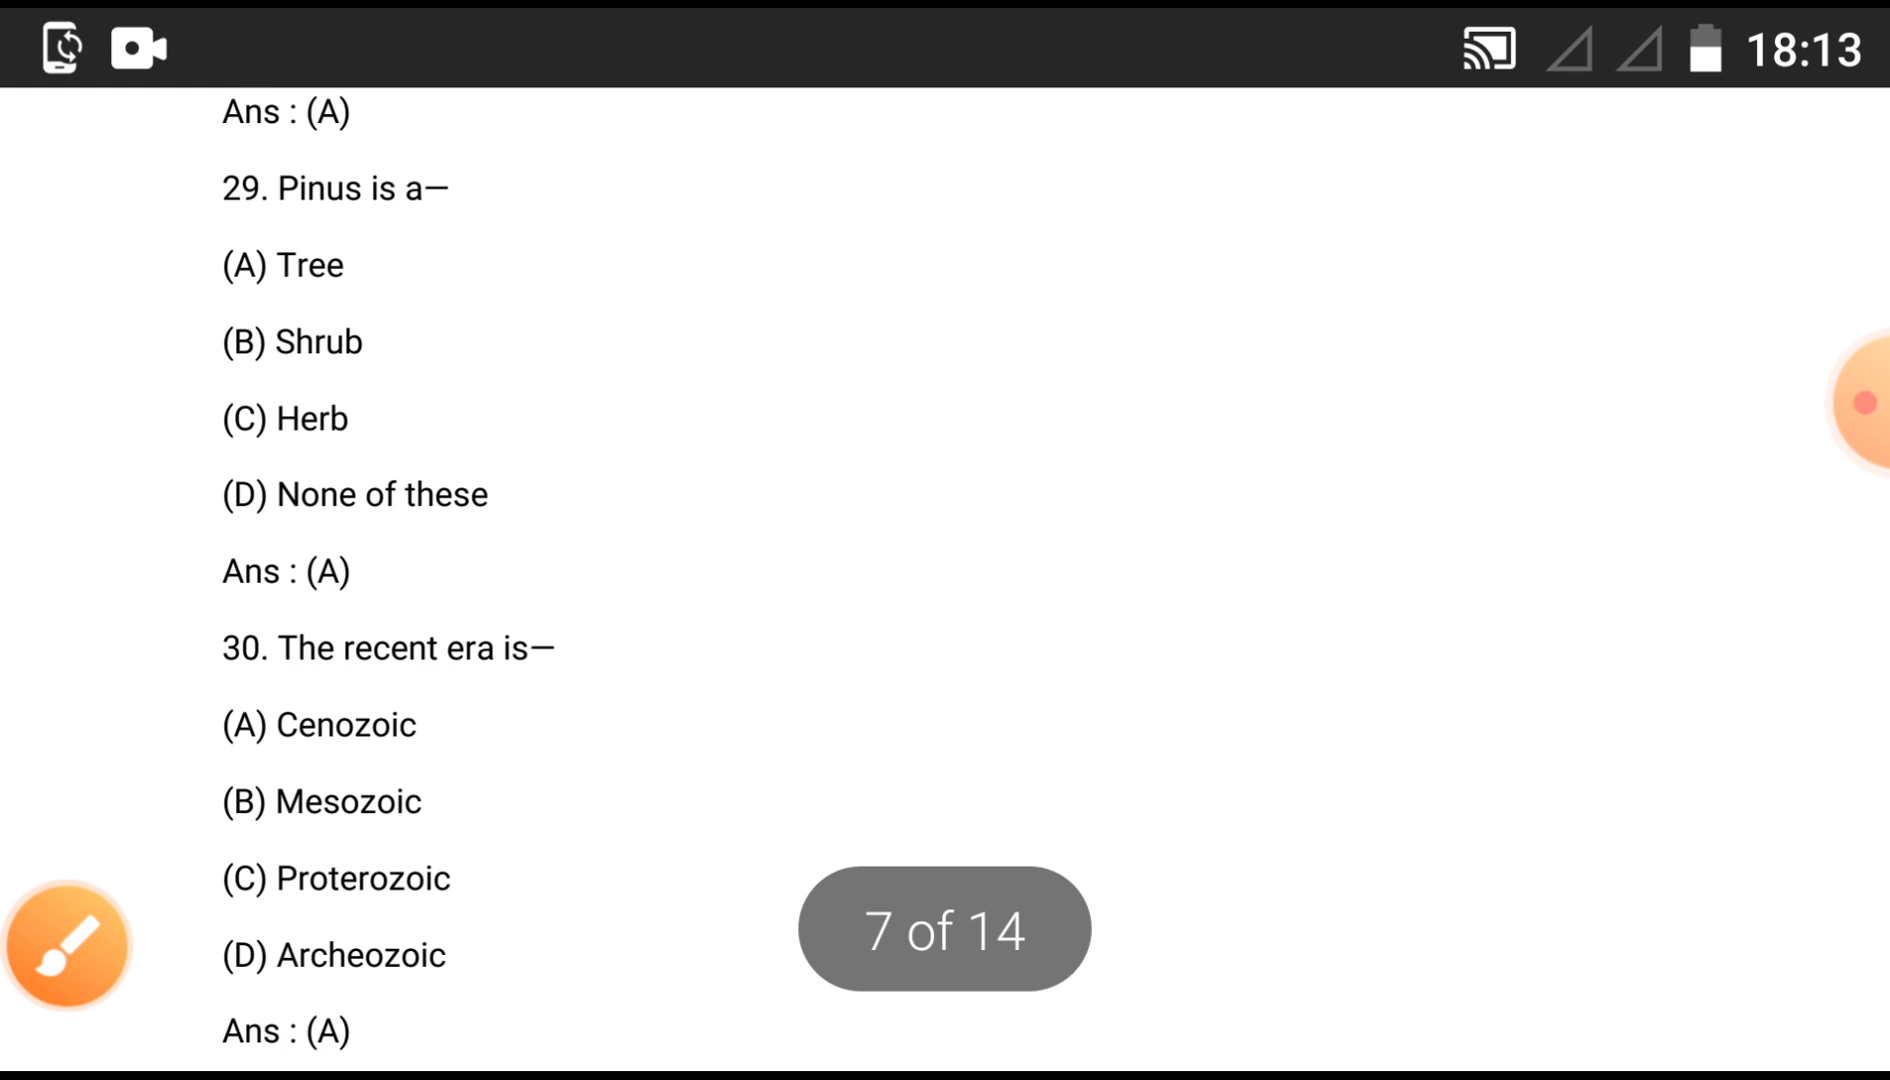 18:13
Ans : (A)
29. Pinus is a—
(A) Tree
(B) Shrub
(C) Herb
(D) None of these
Ans : (A)
30. The recent era is—
(A) Cenozoic
(B) Mesozoic
(C) Proterozoic
(D) Archeozoic
Ans : (A)
7 of 14